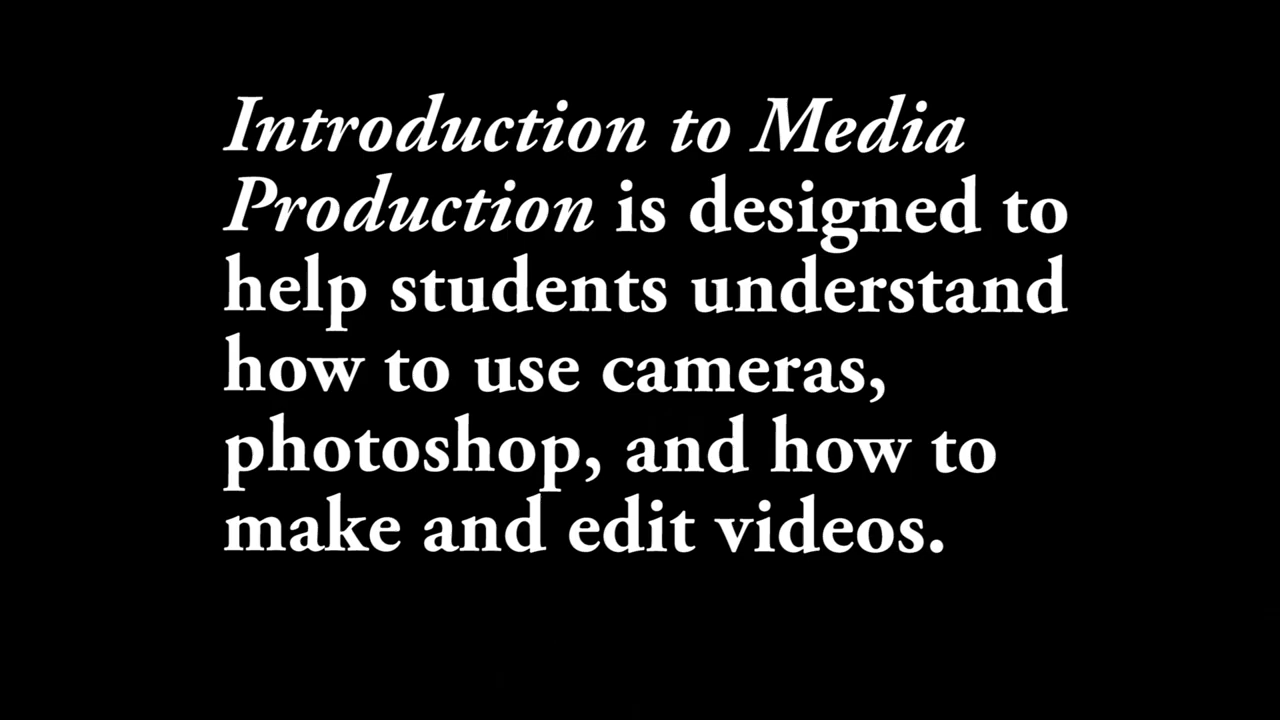 Introduction to Media
Production is designed to
help students understand
how to use cameras,
photoshop, and how to
make and edit videos.